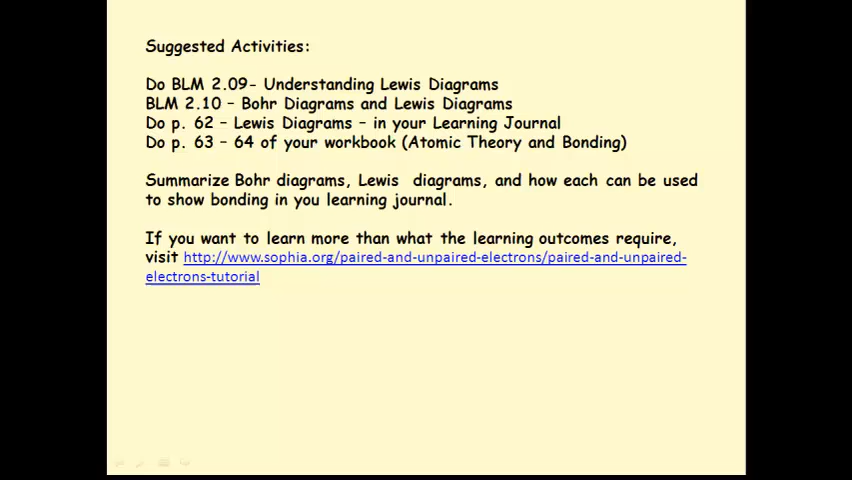 Suggested Activities:
Do BLM 2.09- Understanding Lewis Diagrams
BLM 2.10 – Bohr Diagrams and Lewis Diagrams
Do p. 62 – Lewis Diagrams – in your Learning Journal
Do p. 63 – 64 of your workbook (Atomic Theory and Bonding)
Summarize Bohr diagrams, Lewis diagrams, and how each can be used
to show bonding in you learning journal.
If you want to learn more than what the learning outcomes require,
visit http://www.sophia.org/paired-and-unpaired-electrons/paired-and-unpaired-
electrons-tutorial